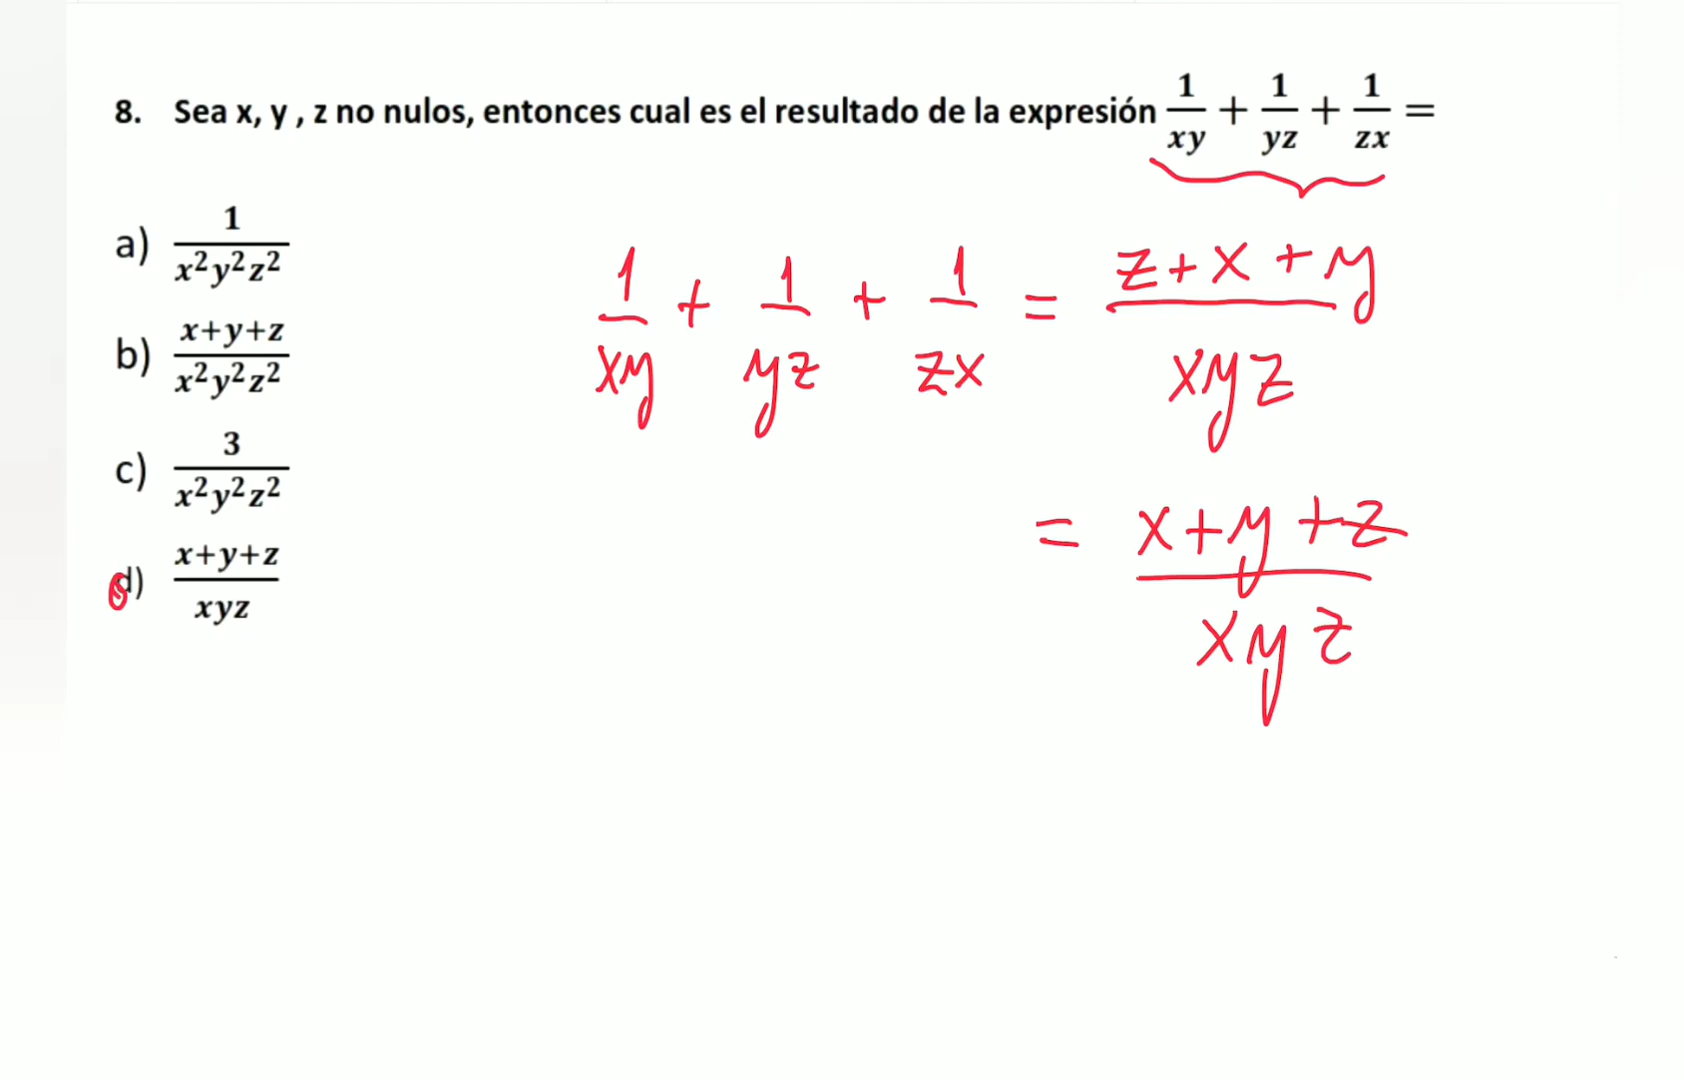 8. Sea x, y , z no nulos, entonces cual es el resultado de la expresión 1/xy + 1/yz + 1/zx =
a) 1/x²y²z²
b) x+y+z/x²y²z²
c) 3/x²y²z²
d) x+y+z/xyz
1/xy + 1/yz + 1/zx = z+x+y/xyz
= x+y+z/xyz